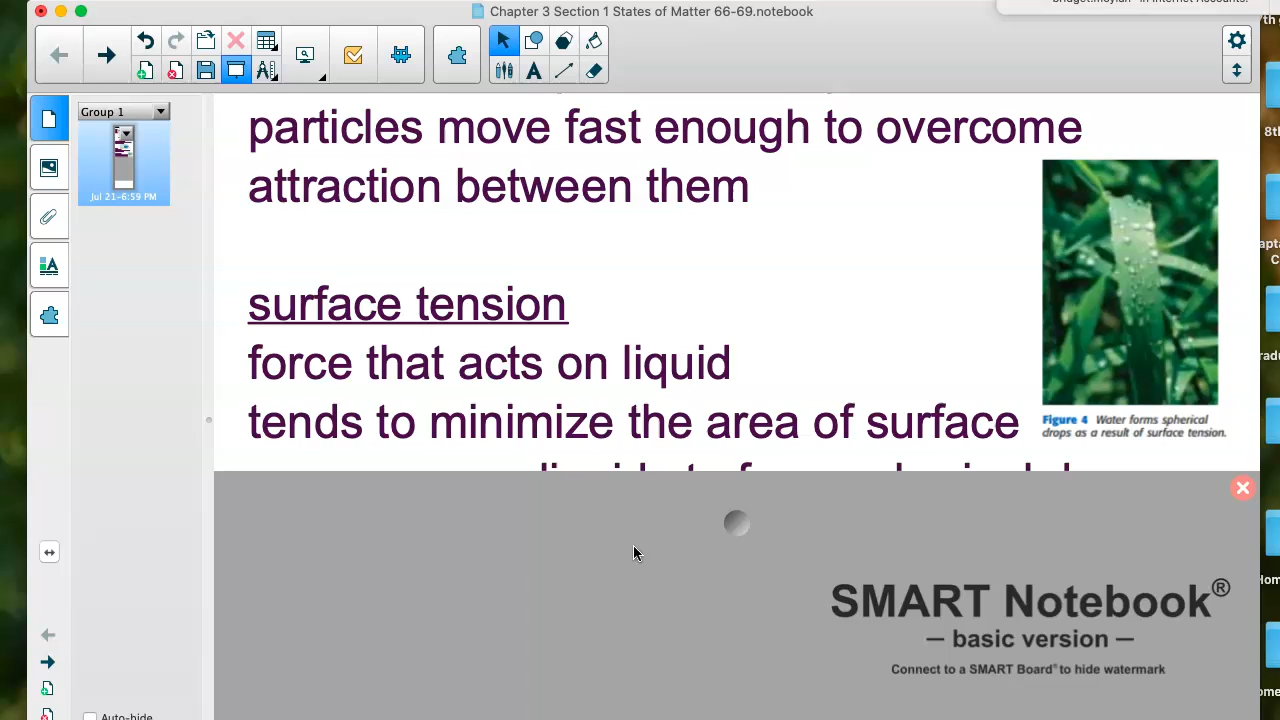 Chapter 3 Section 1 States of Matter 66-69.notebook
Group 1
Jul 21-6:59 PM
particles move fast enough to overcome
attraction between them
surface tension
force that acts on liquid
tends to minimize the area of surface
Figure 4 Water forms spherical
drops as a result of surface tension.
SMART Notebook®
— basic version —
Connect to a SMART Board® to hide watermark
Auto-hide
8th